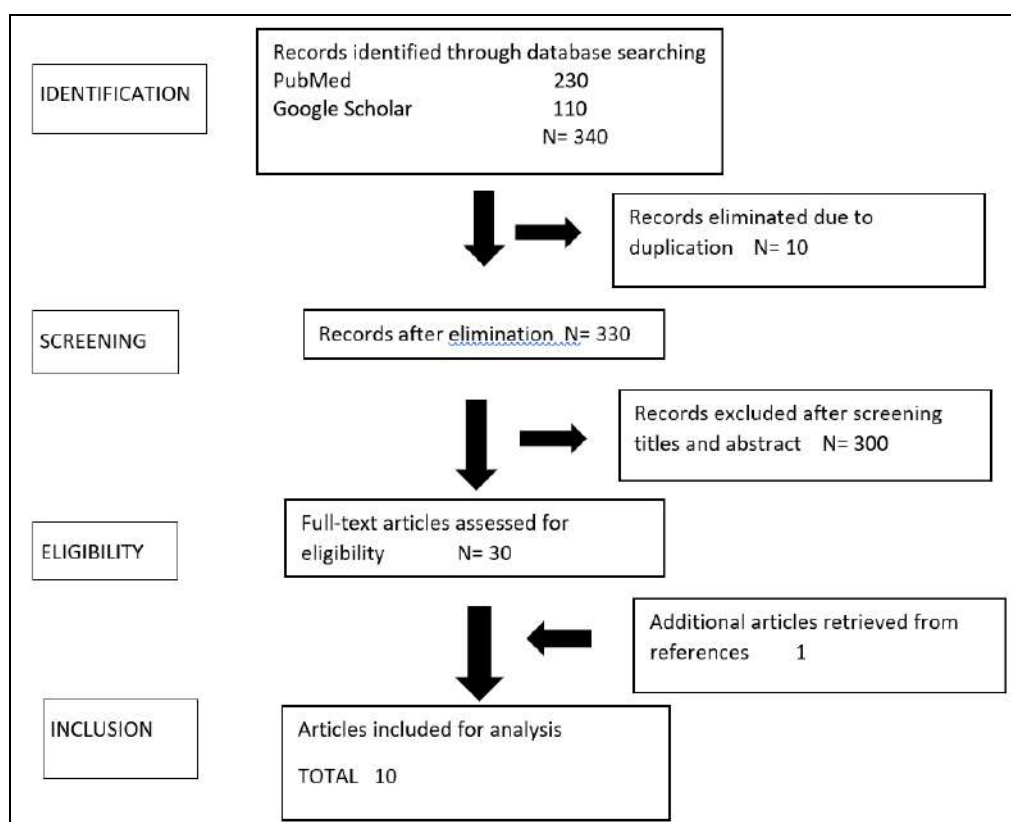 IDENTIFICATION
Records identified through database searching
PubMed 230
Google Scholar 110
N= 340
Records eliminated due to
duplication N= 10
SCREENING
Records after elimination N= 330
Records excluded after screening
titles and abstract N= 300
ELIGIBILITY
Full-text articles assessed for
eligibility N= 30
Additional articles retrieved from
references 1
INCLUSION
Articles included for analysis
TOTAL 10